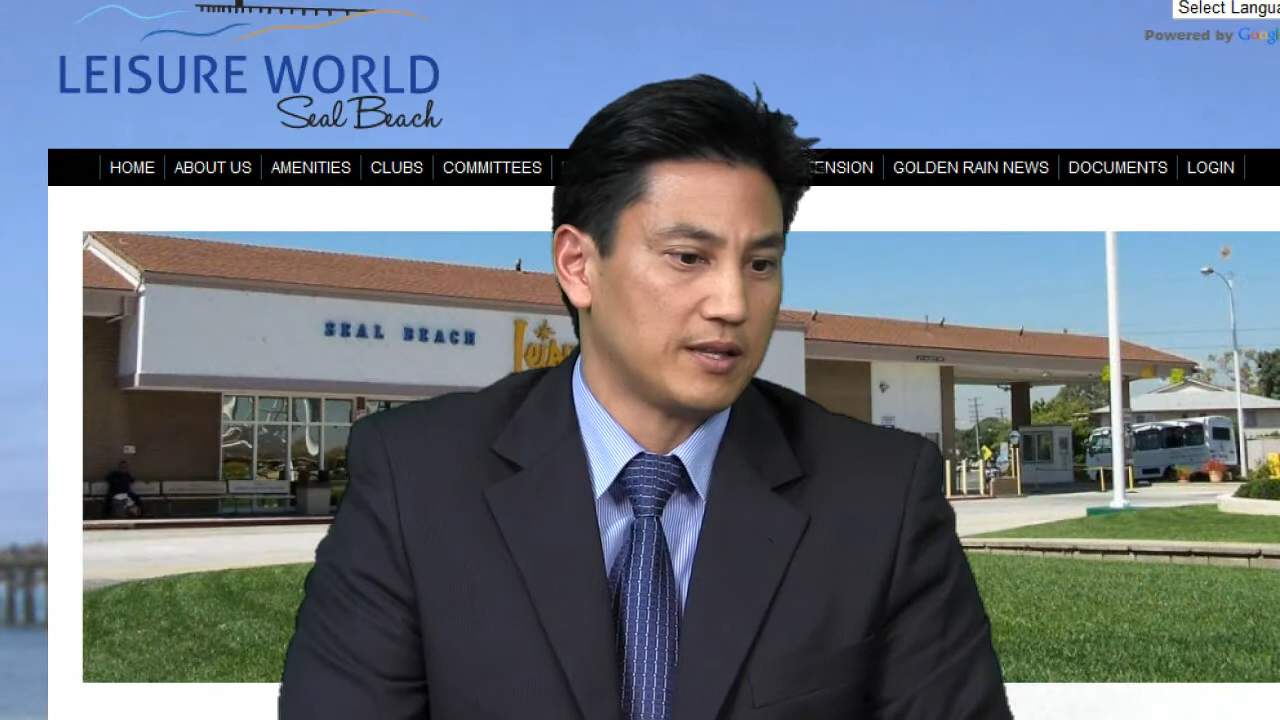 Select Langua
Powered by Googl
LEISURE WORLD
Seal Beach
HOME ABOUT US AMENITIES CLUBS COMMITTEES ENSION GOLDEN RAIN NEWS DOCUMENTS LOGIN
SEAL BEACH